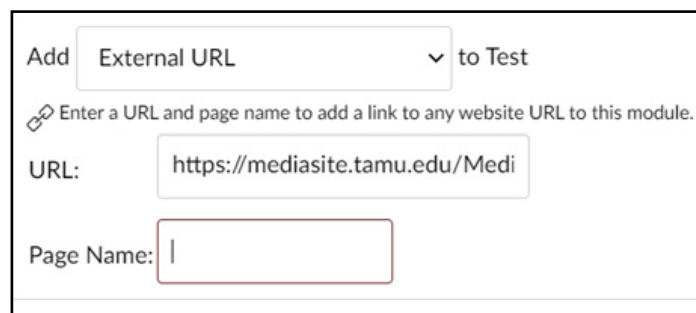 Add External URL to Test
Enter a URL and page name to add a link to any website URL to this module.
URL: https://mediasite.tamu.edu/Medi
Page Name: